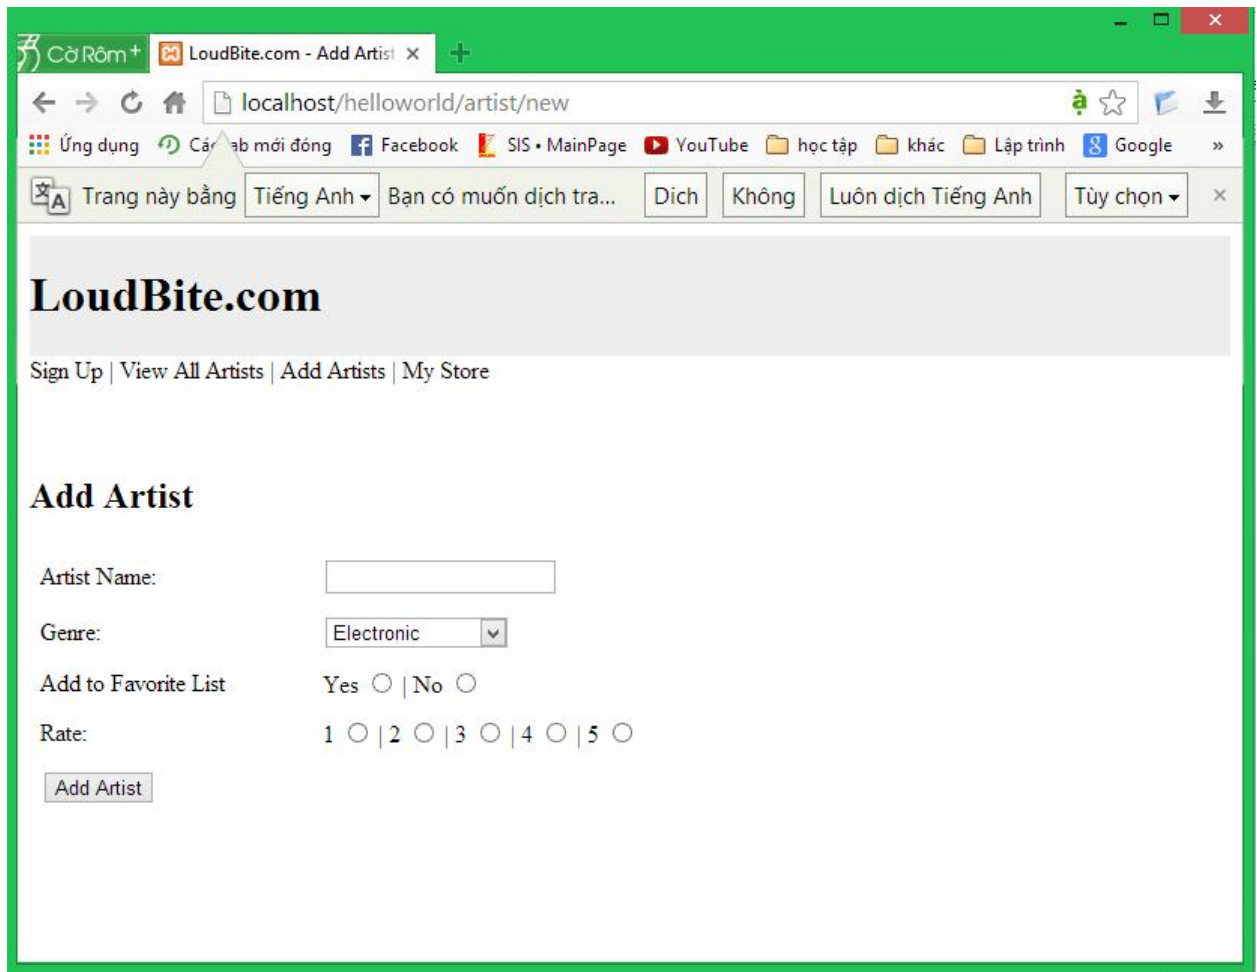 Cờ Rôm+ LoudBite.com - Add Artist
localhost/helloworld/artist/new
Ứng dụng mới đóng Facebook SIS • MainPage YouTube học tập khác Lập trình Google »
Trang này bằng Tiếng Anh Bạn có muốn dịch tra... Dich Không Luôn dịch Tiếng Anh Tùy chọn
LoudBite.com
Sign Up | View All Artists | Add Artists | My Store
Add Artist
Artist Name:
Genre: Electronic
Add to Favorite List Yes | No
Rate: 1 | 2 | 3 | 4 | 5
Add Artist